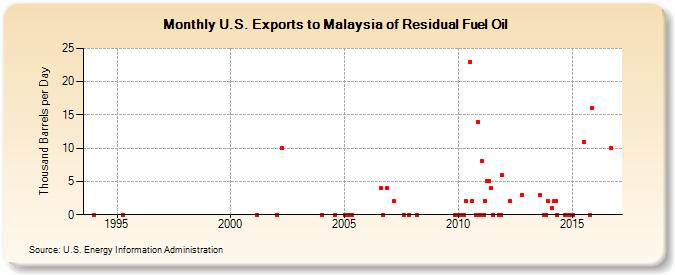 Monthly U.S. Exports to Malaysia of Residual Fuel Oil
Thousand Barrels per Day
25
20
15
10
5
0
1995 2000 2005 2010 2015
Source: U.S. Energy Information Administration